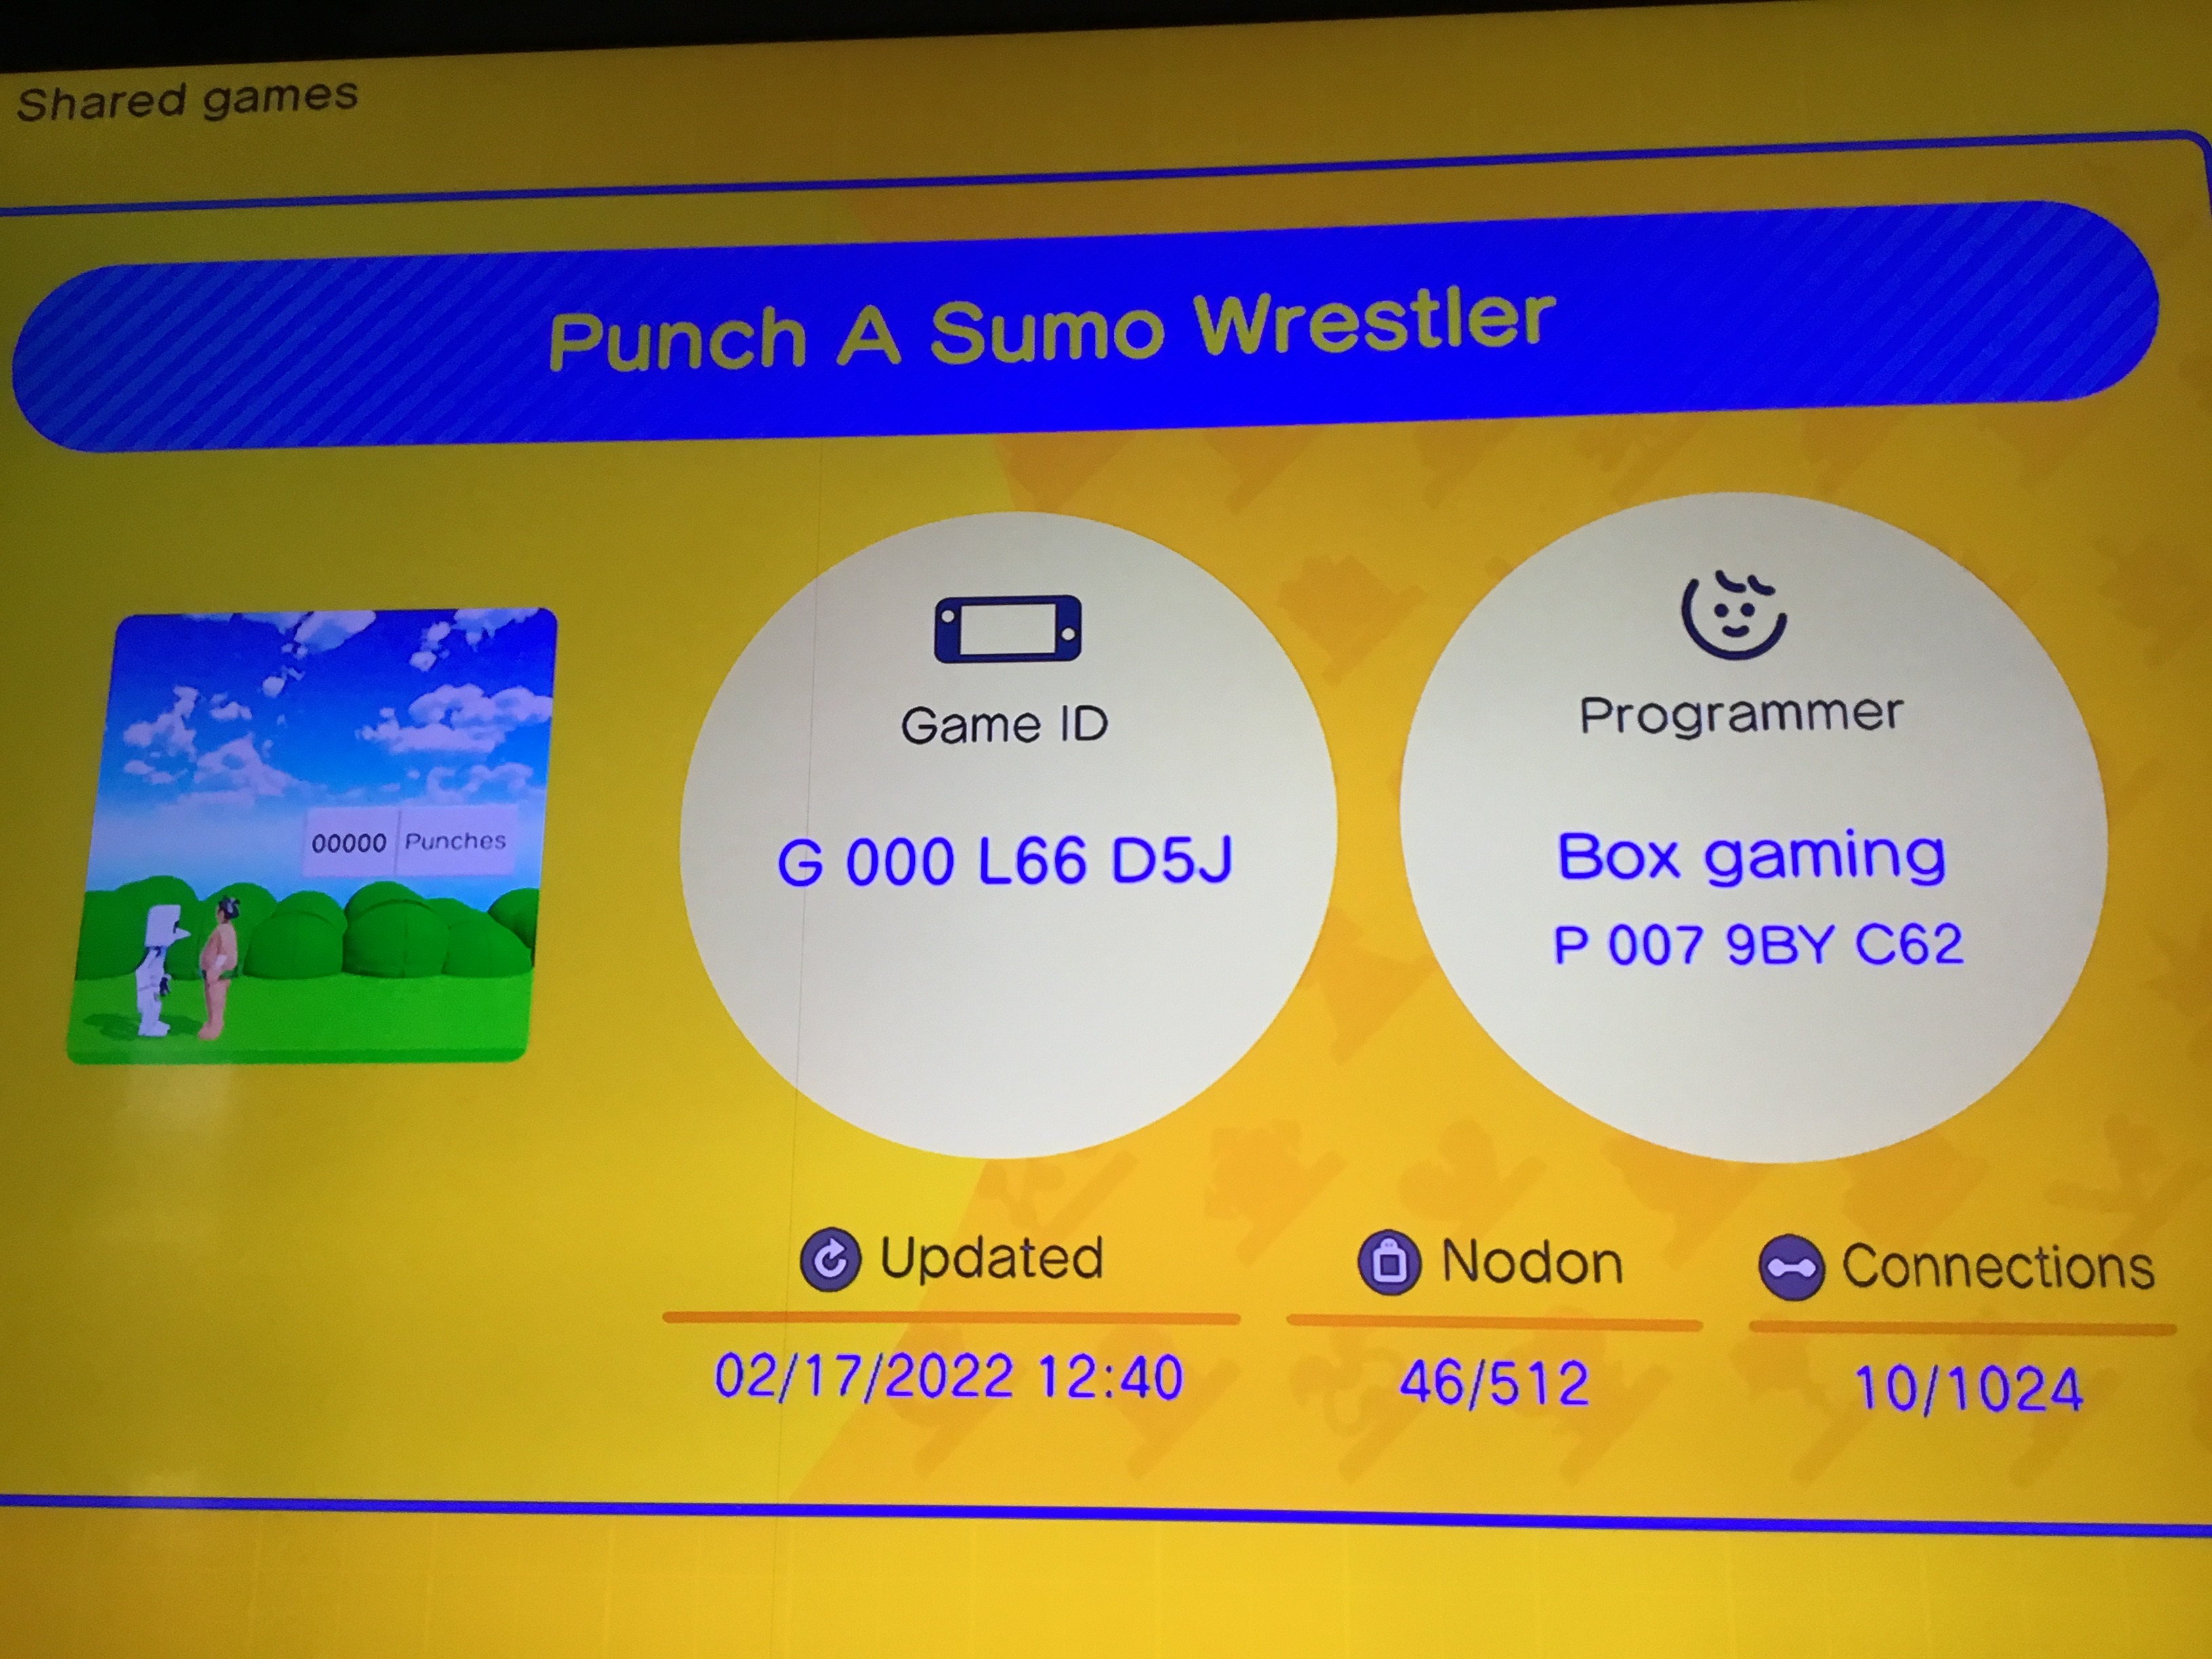 Shared games
Punch A Sumo Wrestler
00000 Punches
Game ID
G 000 L66 D5J
Programmer
Box gaming
P 007 9BY C62
Updated
02/17/2022 12:40
Nodon
46/512
Connections
10/1024